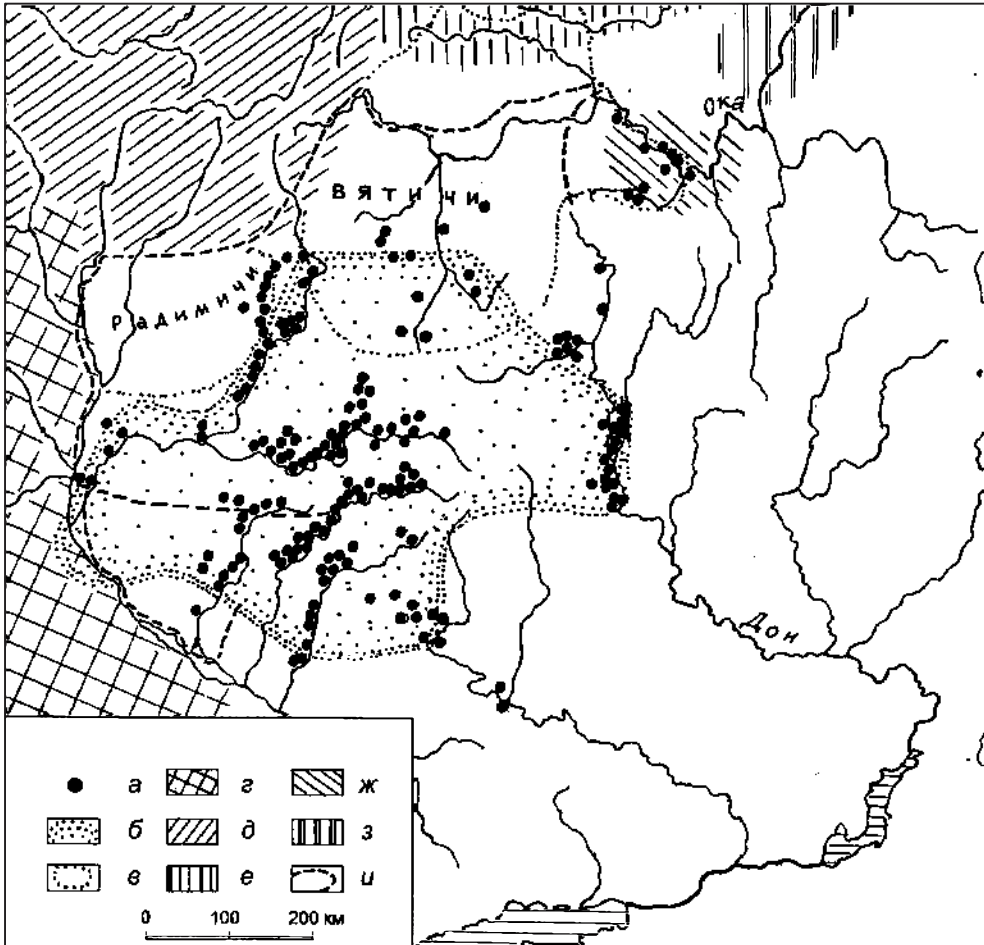 Ока
вятичи
Радимичи
Дон
а г ж
б д з
в е и
0 100 200 км